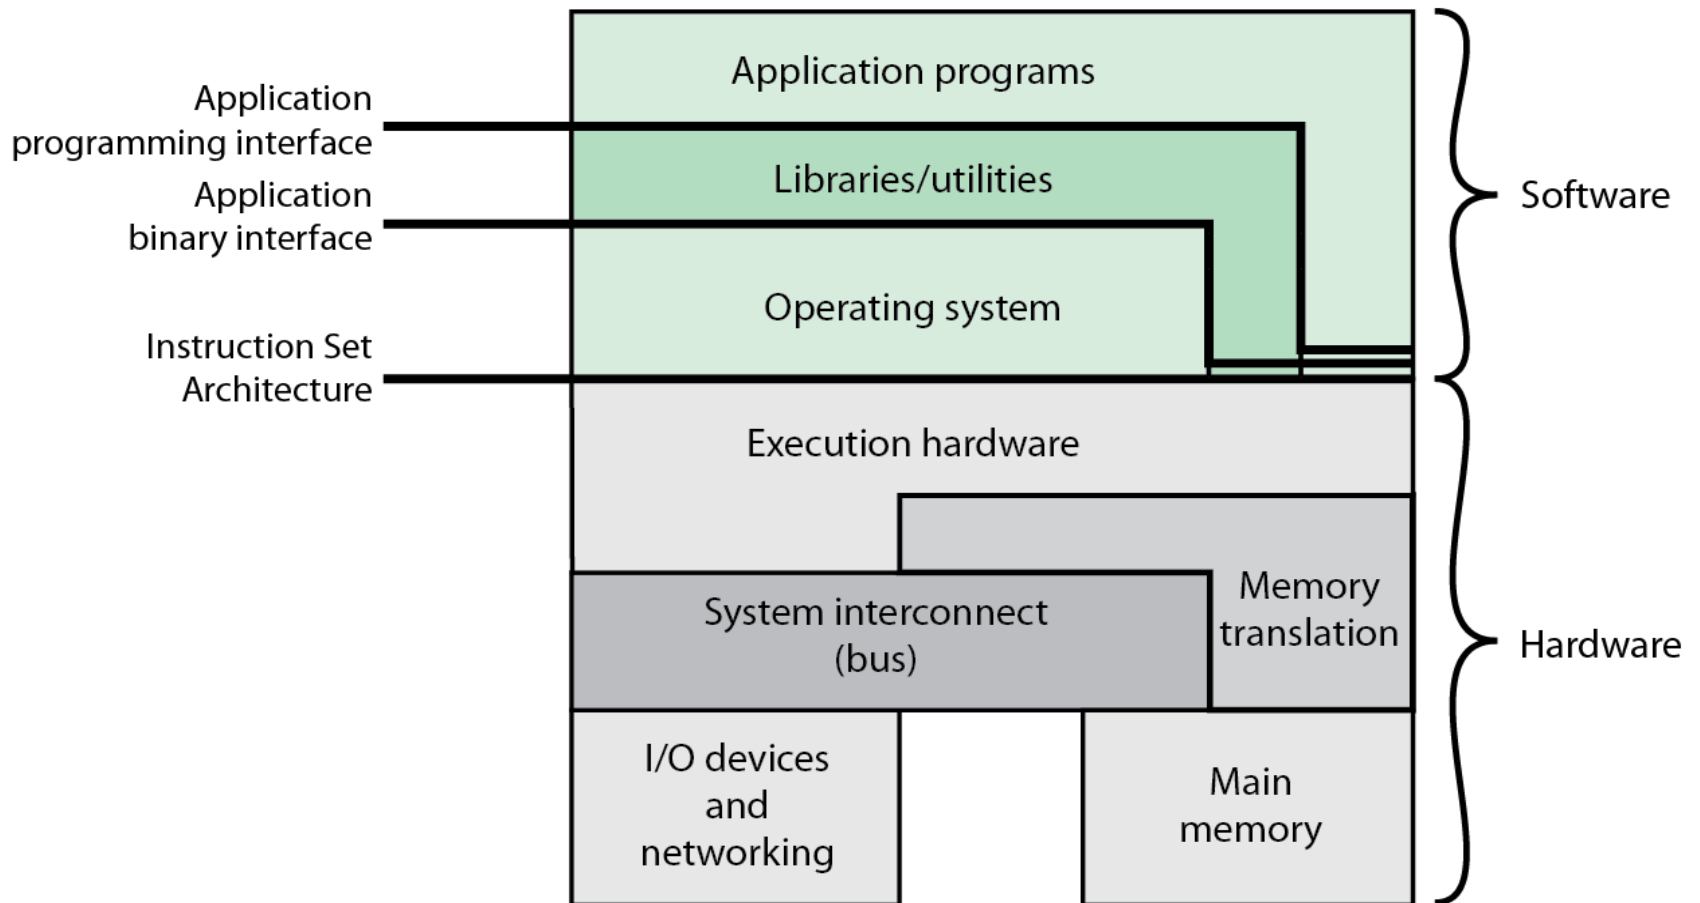 Application programs
Application
programming interface
Libraries/utilities
Application
binary interface
Software
Operating system
Instruction Set
Architecture
Execution hardware
Memory
translation
System interconnect
(bus)
Hardware
I/O devices
and
networking
Main
memory